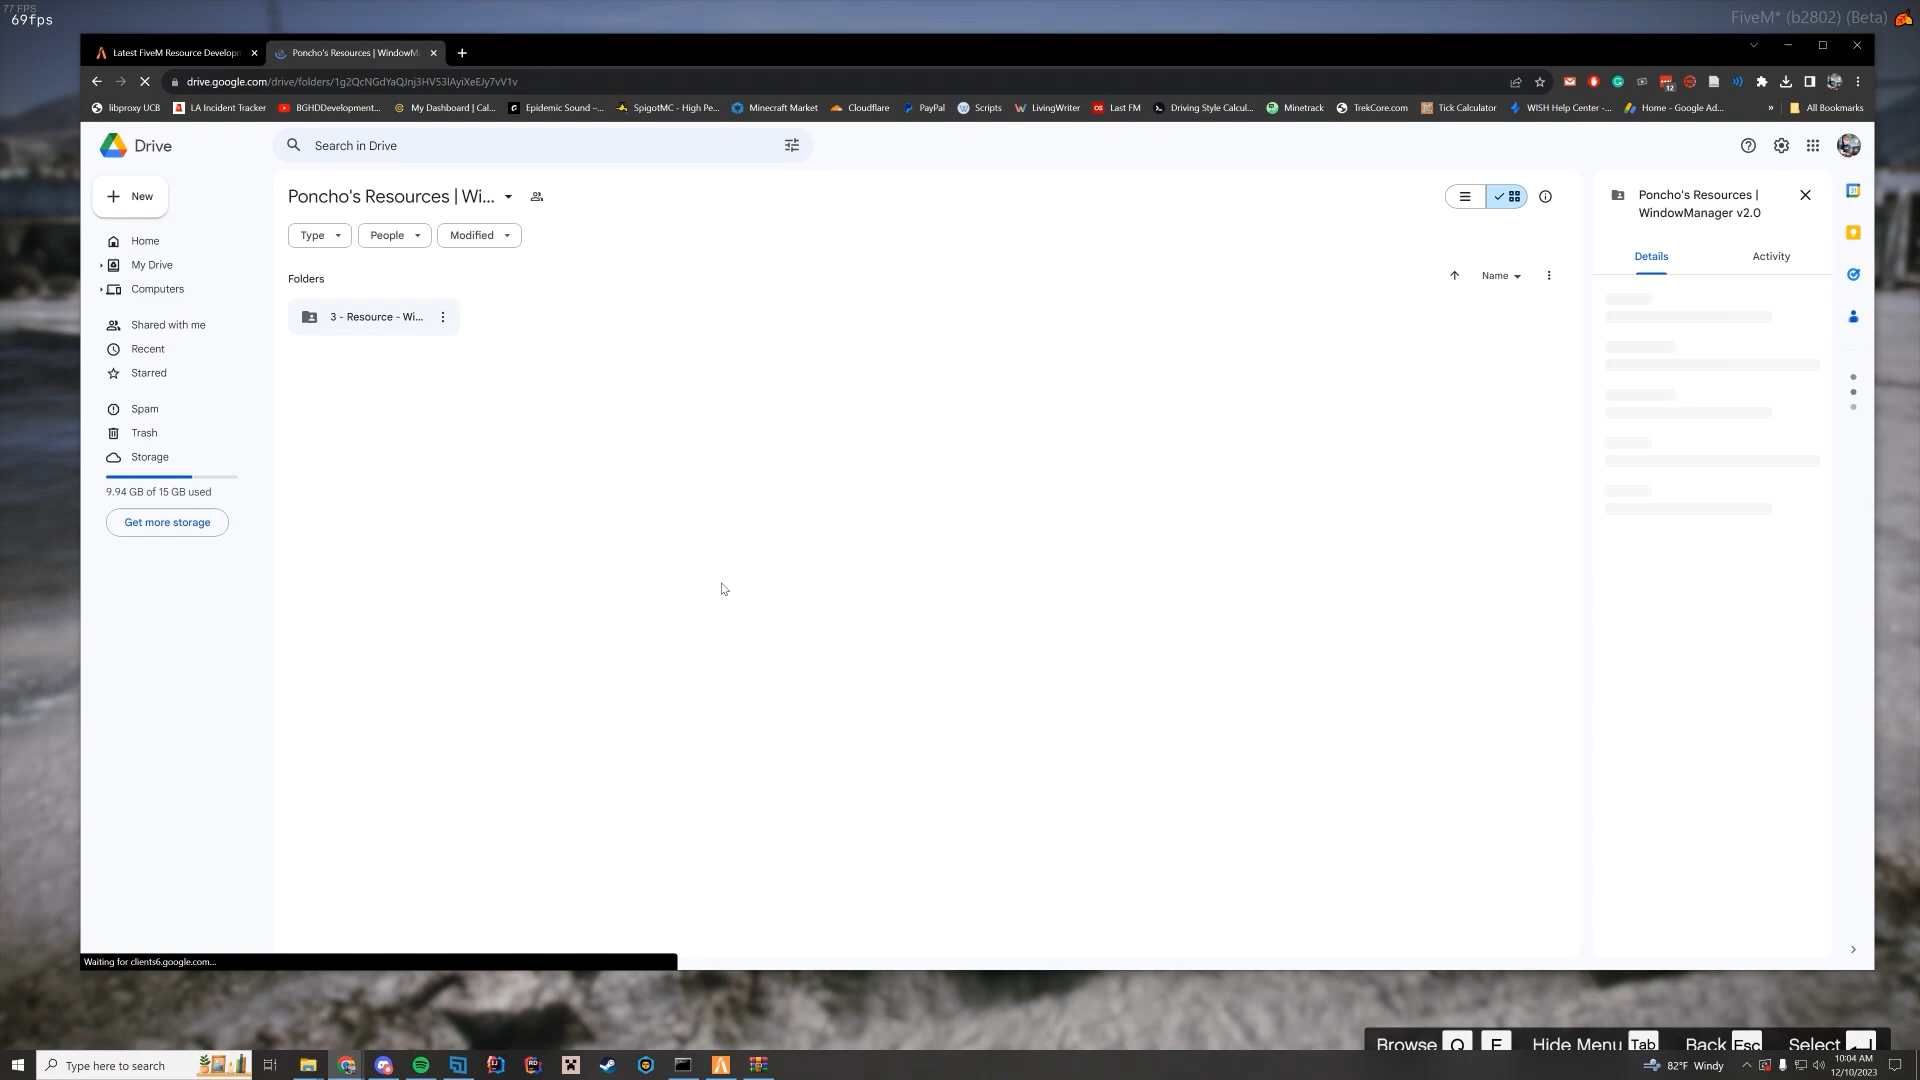 77 FPS
69fps
FiveM* (b2802) (Beta)
Latest FiveM Resource Develop
Poncho's Resources | WindowM
drive.google.com/drive/folders/1g2QcNGdYaQJnj3HV53lAyiXeEJy7vV1v
12
libproxy UCB
LA Incident Tracker
BGHDDevelopment...
My Dashboard | Cal...
Epidemic Sound –...
SpigotMC - High Pe...
Minecraft Market
Cloudflare
PayPal
Scripts
LivingWriter
Last FM
Driving Style Calcul...
Minetrack
TrekCore.com
Tick Calculator
WISH Help Center -...
Home - Google Ad...
»
All Bookmarks
Drive
Search in Drive
New
Poncho's Resources | Wi...
Poncho's Resources |
WindowManager v2.0
Type
People
Modified
Home
My Drive
Computers
Details
Activity
Folders
Name
3 - Resource - Wi...
Shared with me
Recent
Starred
Spam
Trash
Storage
9.94 GB of 15 GB used
Get more storage
Waiting for clients6.google.com...
Browse Q E Hide Menu Tab Back Esc Select
Type here to search
82°F Windy
10:04 AM
12/10/2023